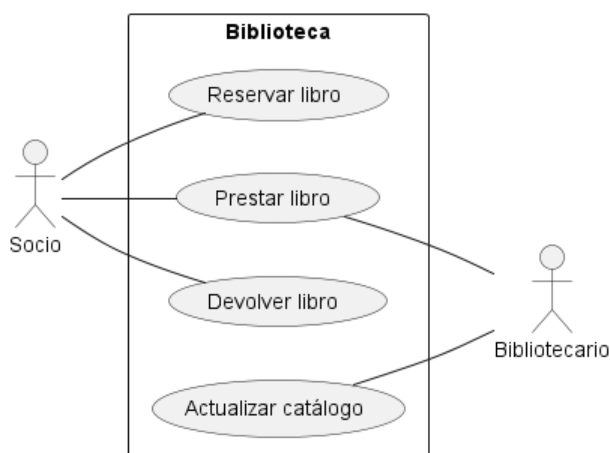 Biblioteca
Reservar libro
Prestar libro
Socio
Devolver libro
Bibliotecario
Actualizar catálogo